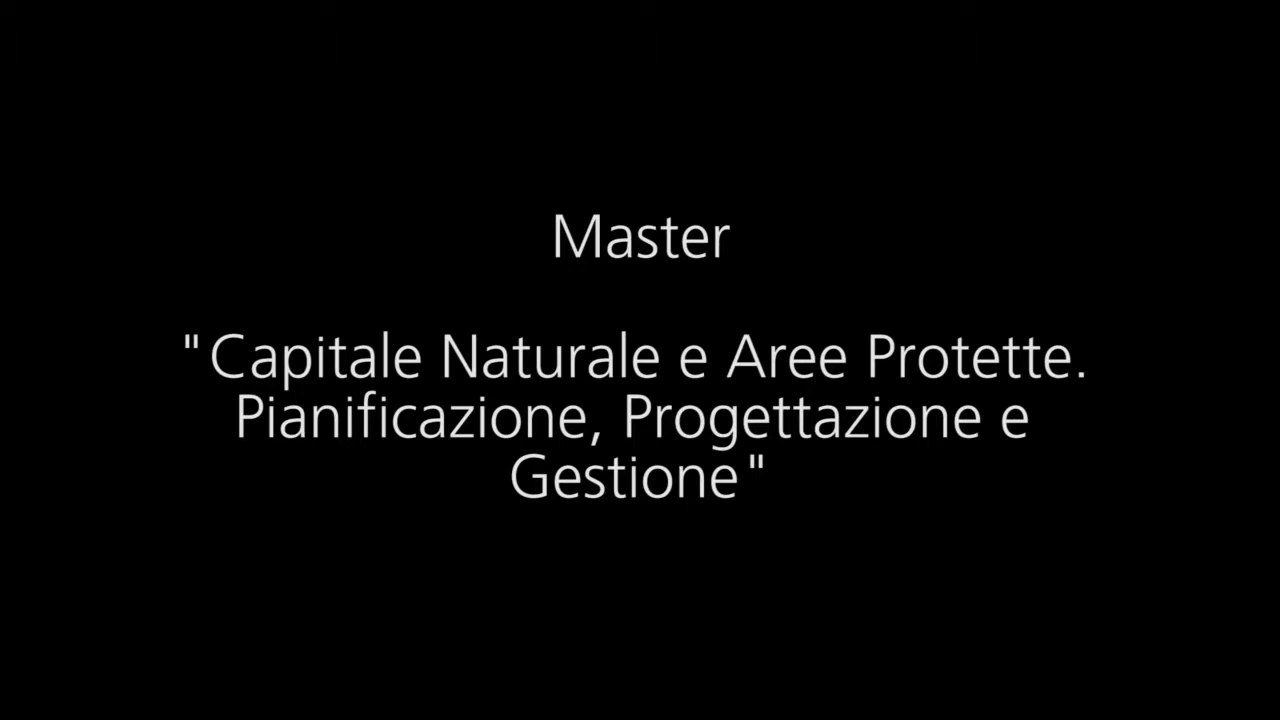 Master
"Capitale Naturale e Aree Protette.
Pianificazione, Progettazione e
Gestione"